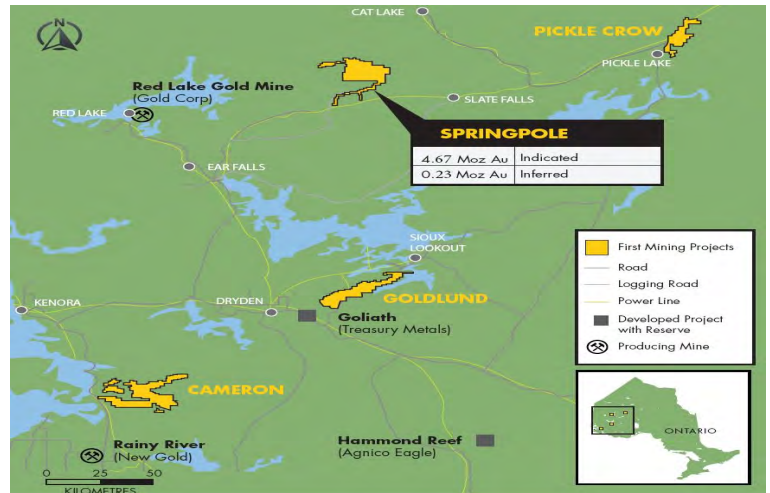 CAT LAKE
PICKLE CROW
PICKLE LAKE
Red Lake Gold Mine
(Gold Corp)
RED LAKE
SLATE FALLS
SPRINGPOLE
4.67 Moz Au Indicated
0.23 Moz Au Inferred
EAR FALLS
SIOUX
LOOKOUT
GOLDLUND
KENORA
DRYDEN
Goliath
(Treasury Metals)
CAMERON
Rainy River
(New Gold)
Hammond Reef
(Agnico Eagle)
0 25 50
KILOMETRES
First Mining Projects
Road
Logging Road
Power Line
Developed Project
with Reserve
Producing Mine
ONTARIO